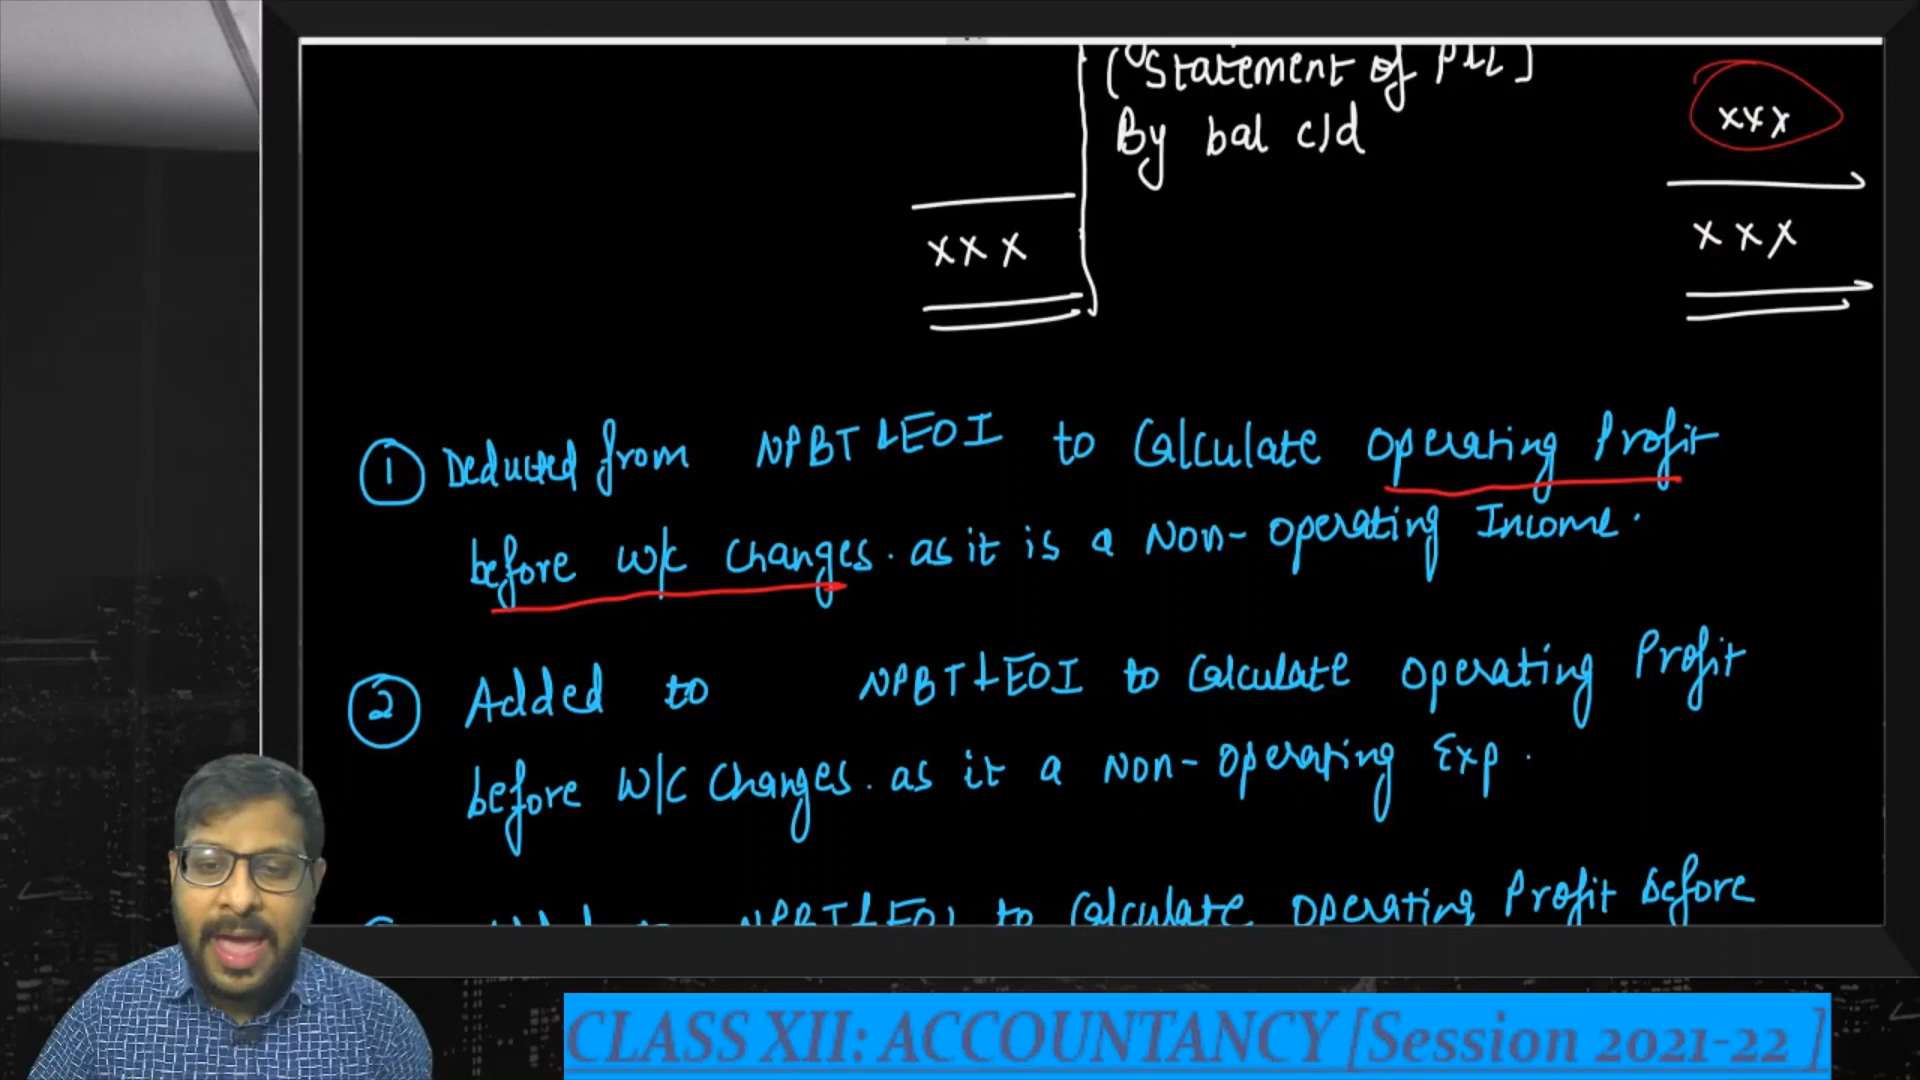 (Statement of P&L]
xxx
By bal c/d
xxx
xxx
① Deducted from NPBT&EOI to Calculate Operating Profit
before W/C Changes. as it is a Non-operating Income.
② Added to NPBT&EOI to Calculate Operating Profit
before W/C Changes. as it a Non-operating Exp.
to Calculate Operating Profit before
CLASS XII: ACCOUNTANCY [Session 2021-22 ]